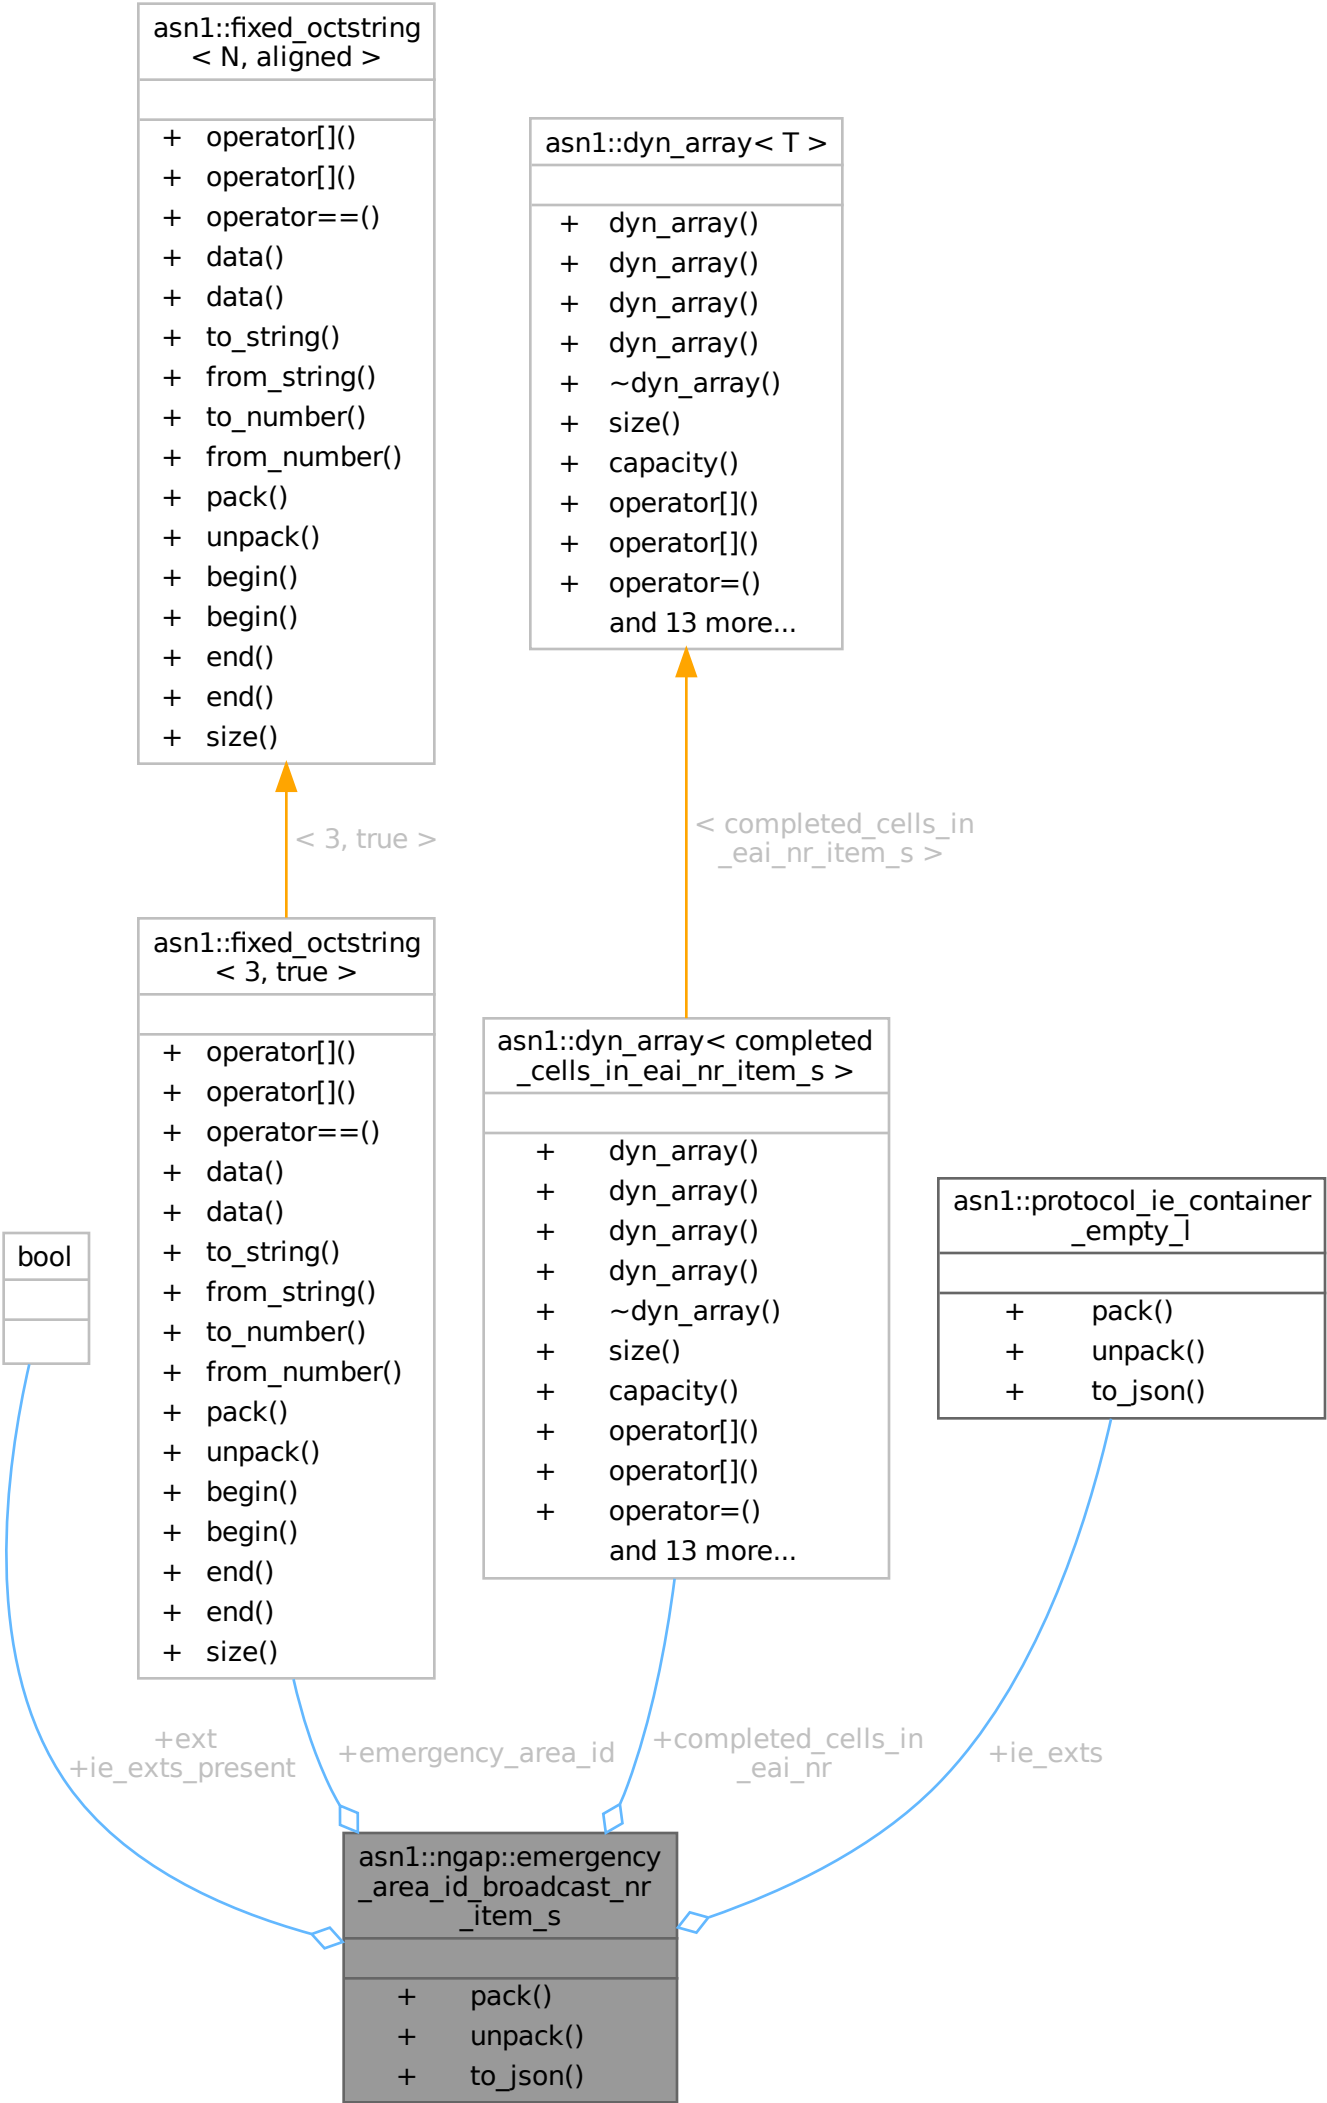 asn1::fixed_octstring
< N, aligned >
+ operator[]()
+ operator[]()
+ operator==()
+ data()
+ data()
+ to_string()
+ from_string()
+ to_number()
+ from_number()
+ pack()
+ unpack()
+ begin()
+ begin()
+ end()
+ end()
+ size()
asn1::dyn_array< T >
+ dyn_array()
+ dyn_array()
+ dyn_array()
+ dyn_array()
+ ~dyn_array()
+ size()
+ capacity()
+ operator[]()
+ operator[]()
+ operator=()
and 13 more...
< 3, true >
< completed_cells_in
_eai_nr_item_s >
asn1::fixed_octstring
< 3, true >
+ operator[]()
+ operator[]()
+ operator==()
+ data()
+ data()
+ to_string()
+ from_string()
+ to_number()
+ from_number()
+ pack()
+ unpack()
+ begin()
+ begin()
+ end()
+ end()
+ size()
asn1::dyn_array< completed
_cells_in_eai_nr_item_s >
+ dyn_array()
+ dyn_array()
+ dyn_array()
+ dyn_array()
+ ~dyn_array()
+ size()
+ capacity()
+ operator[]()
+ operator[]()
+ operator=()
and 13 more...
asn1::protocol_ie_container
_empty_l
+ pack()
+ unpack()
+ to_json()
bool
+ext
+ie_exts_present
+emergency_area_id
+completed_cells_in
_eai_nr
+ie_exts
asn1::ngap::emergency
_area_id_broadcast_nr
_item_s
+ pack()
+ unpack()
+ to_json()